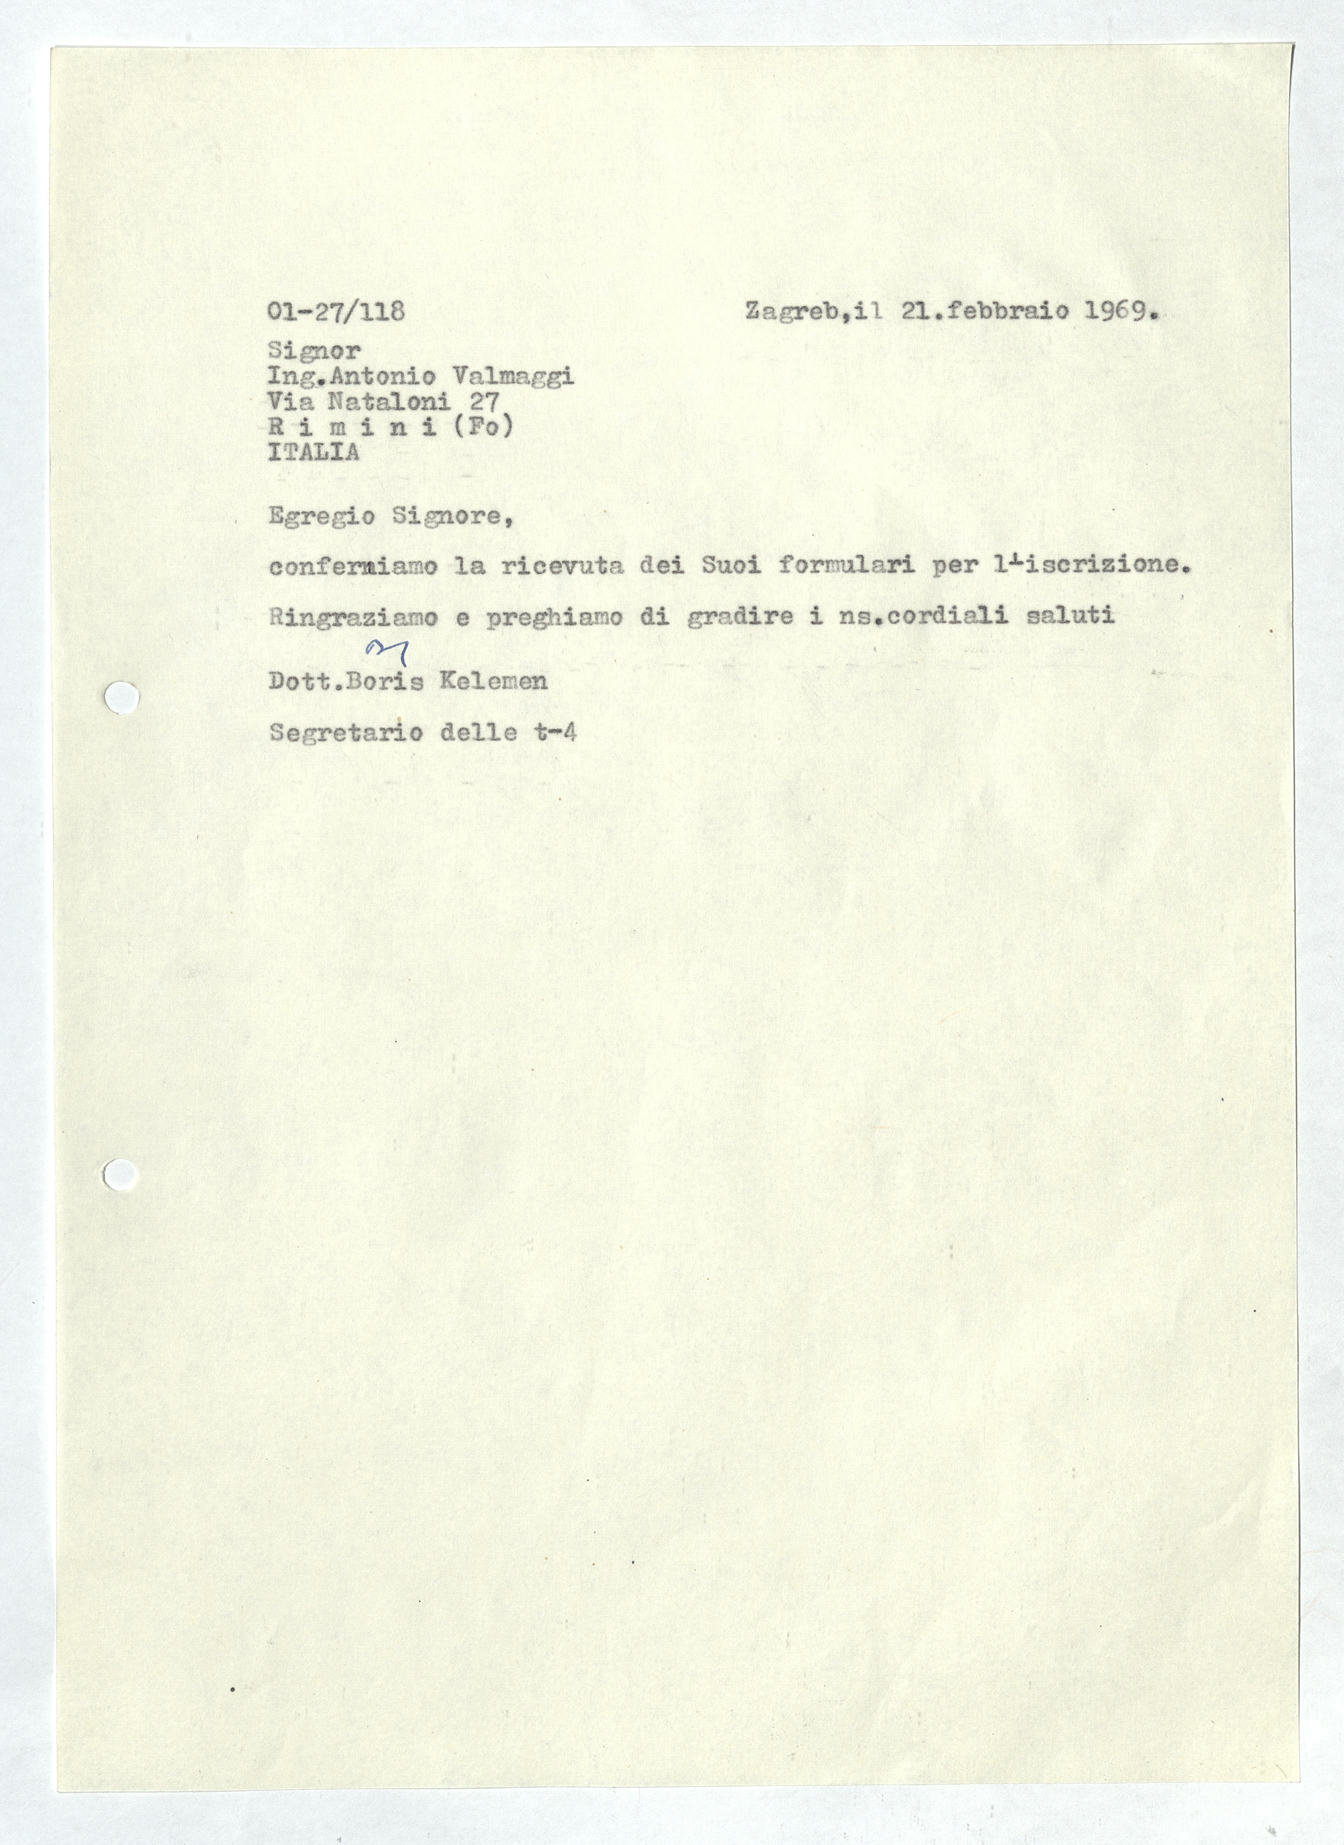 01-27/118 Zagreb,il 21.febbraio 1969.
Signor
Ing.Antonio Valmaggi
Via Nataloni 27
R i m i n i (Fo)
ITALIA
Egregio Signore,
confermiamo la ricevuta dei Suoi formulari per l'iscrizione.
Ringraziamo e preghiamo di gradire i ns.cordiali saluti
Dott.Boris Kelemen
Segretario delle t-4